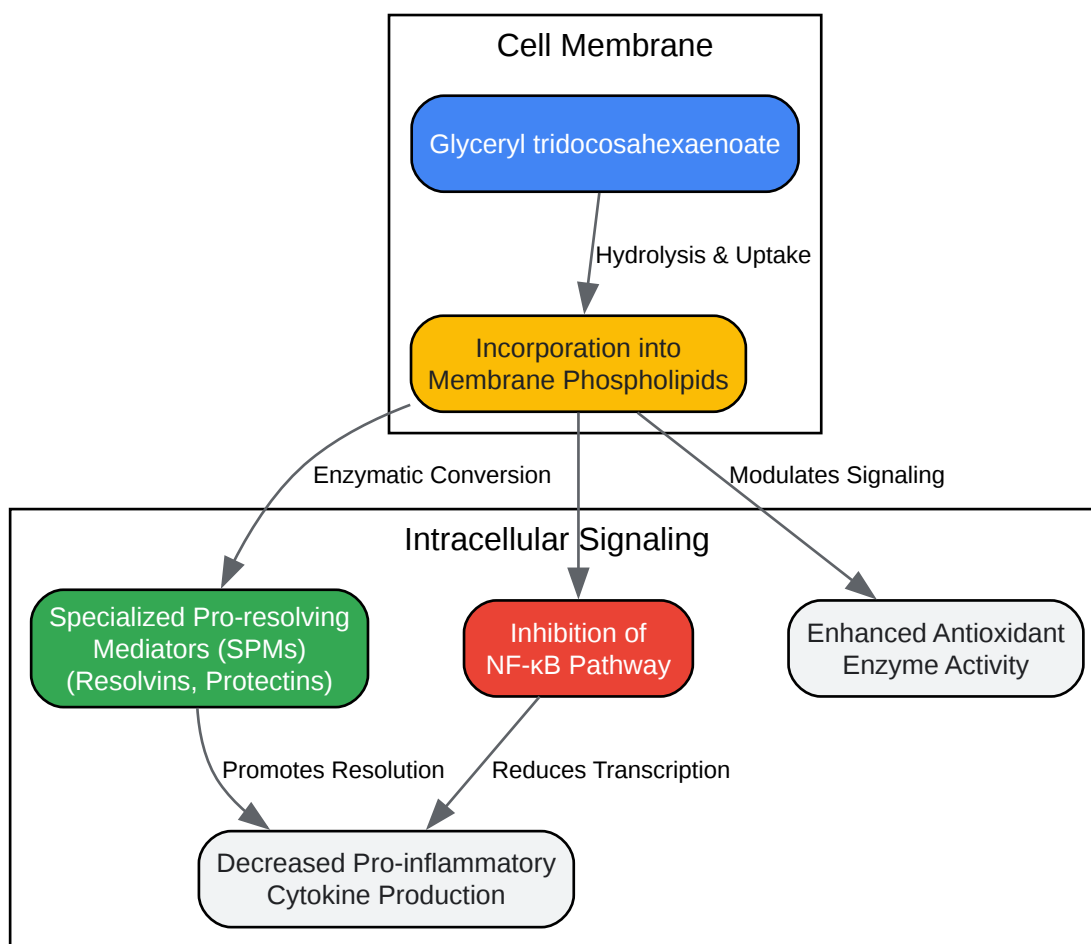 Cell Membrane
Glyceryl tridocosahexaenoate
Hydrolysis & Uptake
Incorporation into
Membrane Phospholipids
Enzymatic Conversion
Modulates Signaling
Intracellular Signaling
Specialized Pro-resolving
Mediators (SPMs)
(Resolvins, Protectins)
Inhibition of
NF-κB Pathway
Enhanced Antioxidant
Enzyme Activity
Promotes Resolution
Reduces Transcription
Decreased Pro-inflammatory
Cytokine Production